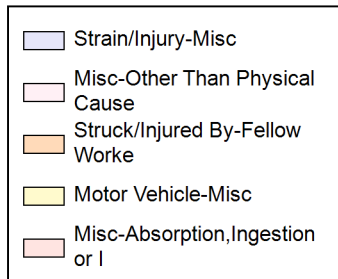 Strain/Injury-Misc
Misc-Other Than Physical
Cause
Struck/Injured By-Fellow
Worke
Motor Vehicle-Misc
Misc-Absorption,Ingestion
or I